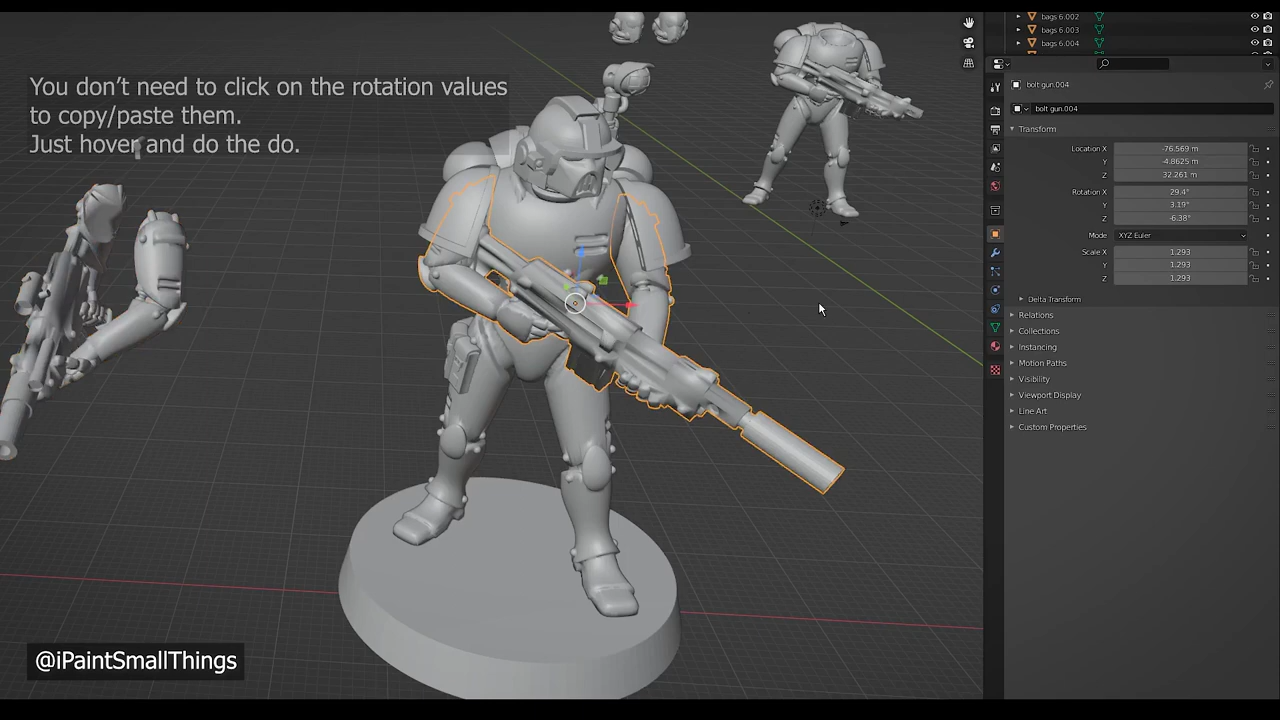 bags 6.002
bags 6.003
bags 6.004
You don't need to click on the rotation values
to copy/paste them.
Just hover and do the do.
bolt gun.004
bolt gun.004
Transform
Location X -76.569 m
Y -4.8625 m
Z 32.261 m
Rotation X 29.4°
Y 3.19°
Z -6.38°
Mode XYZ Euler
Scale X 1.293
Y 1.293
Z 1.293
Delta Transform
Relations
Collections
Instancing
Motion Paths
Visibility
Viewport Display
Line Art
Custom Properties
@iPaintSmallThings